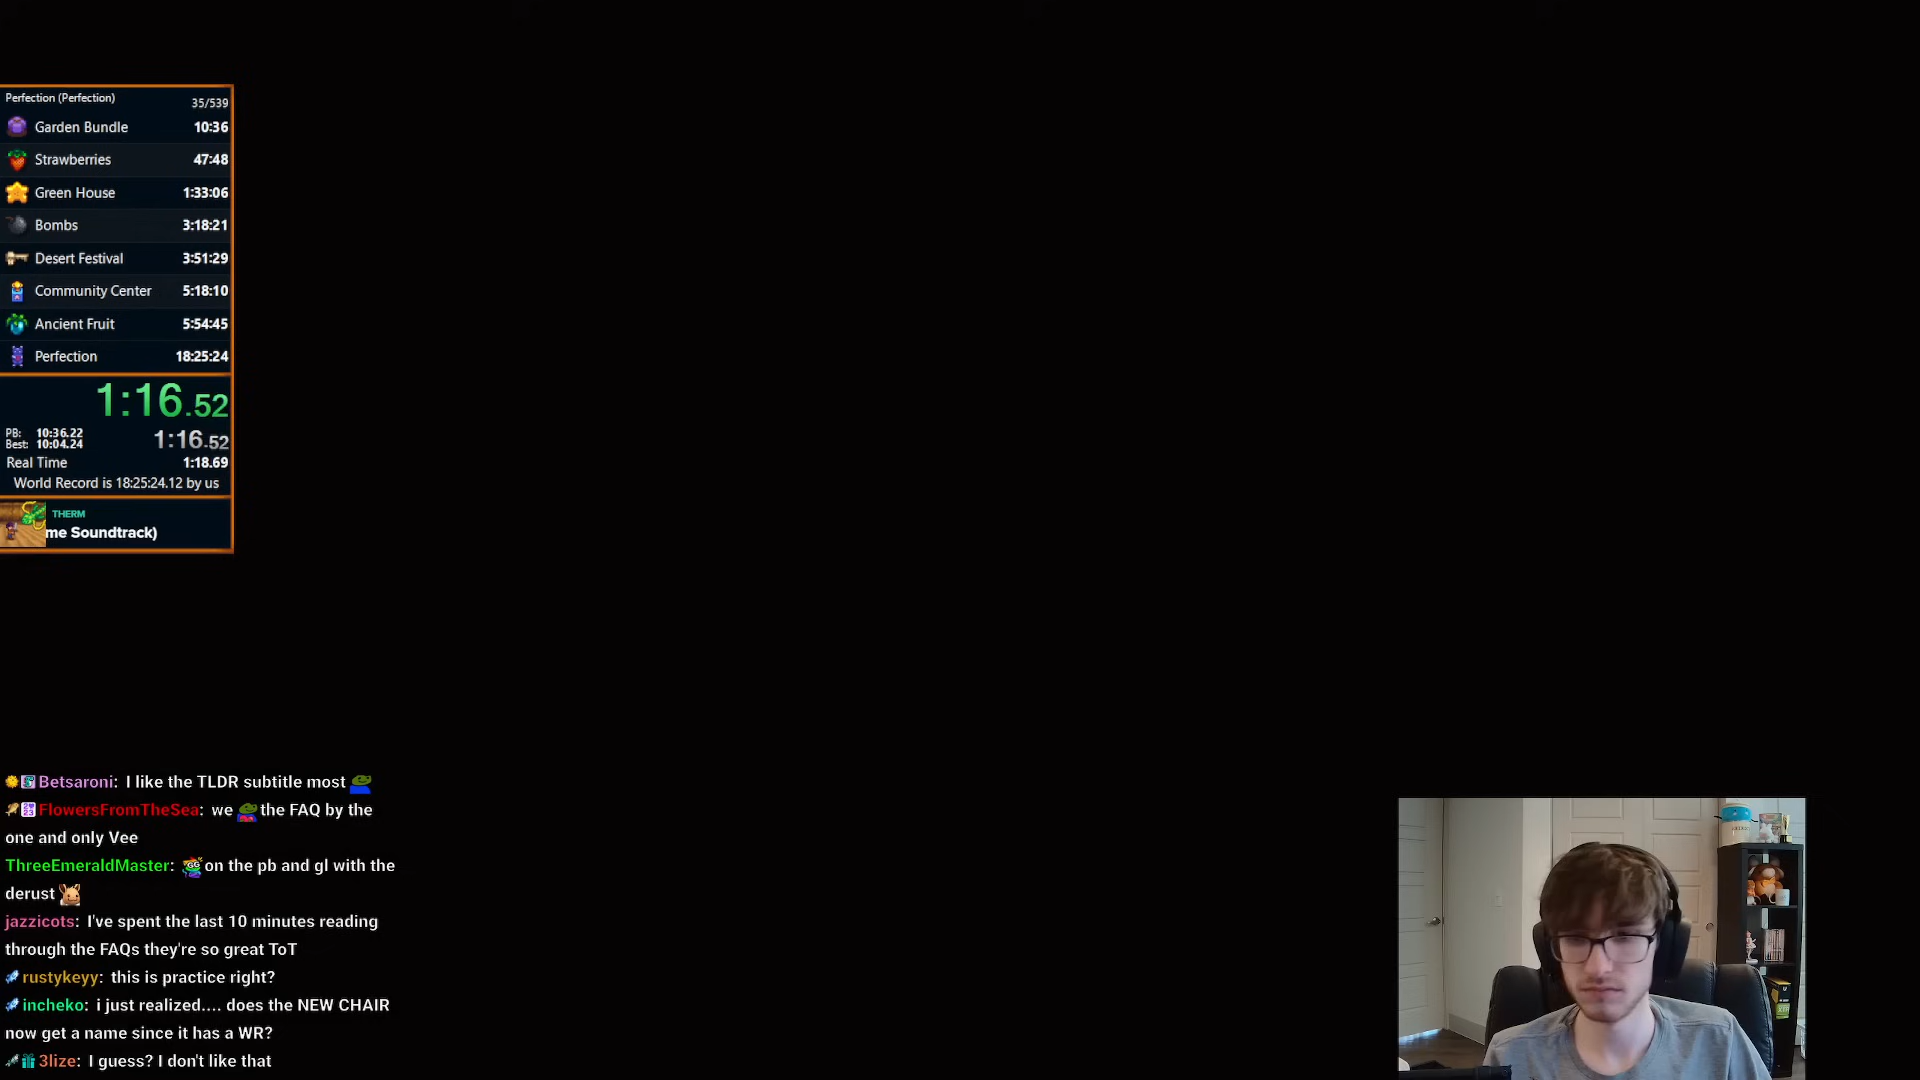 Perfection (Perfection)
35/539
Garden Bundle 10:36
Strawberries 47:48
Green House 1:33:06
Bombs 3:18:21
Desert Festival 3:51:29
Community Center 5:18:10
Ancient Fruit 5:54:45
Perfection 18:25:24
1:16.52
PB: 10:36.22
Best: 10:04.24
1:16.52
Real Time 1:18.69
World Record is 18:25:24.12 by us
THERM
me Soundtrack)
Betsaroni: I like the TLDR subtitle most
FlowersFromTheSea: we the FAQ by the
one and only Vee
ThreeEmeraldMaster: GG on the pb and gl with the
derust
jazzicots: I've spent the last 10 minutes reading
through the FAQs they're so great ToT
rustykeyy: this is practice right?
incheko: i just realized.... does the NEW CHAIR
now get a name since it has a WR?
3lize: I guess? I don't like that